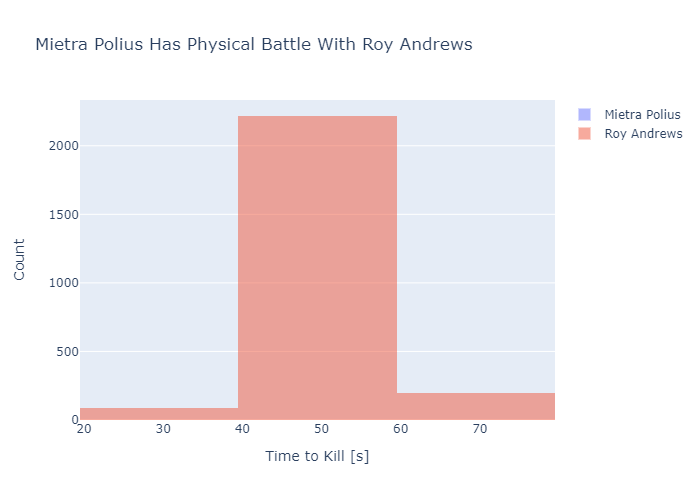 Mietra Polius Has Physical Battle With Roy Andrews
Mietra Polius
Roy Andrews
Count
2000
1500
1000
500
0
20 30 40 50 60 70
Time to Kill [s]